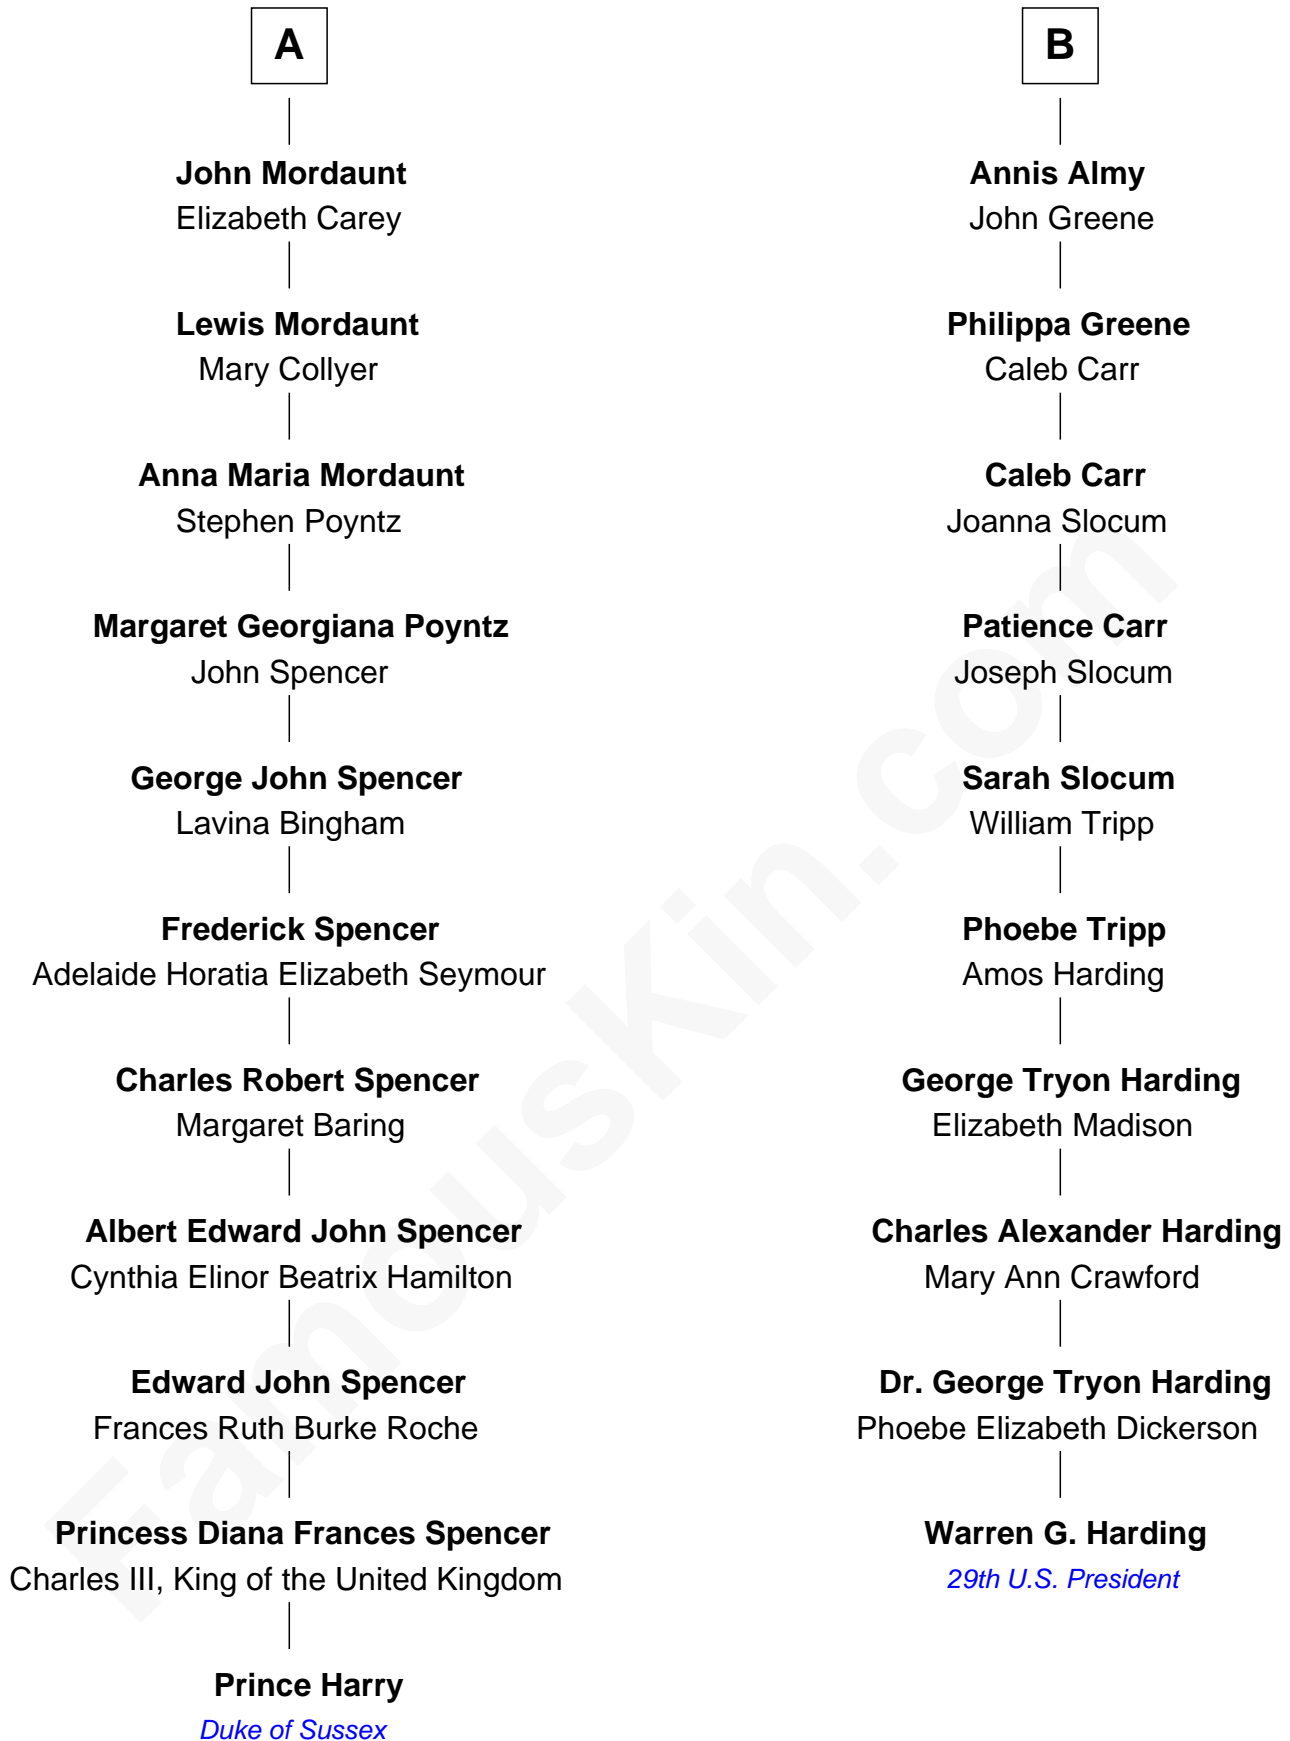 A
John Mordaunt
Elizabeth Carey
Lewis Mordaunt
Mary Collyer
Anna Maria Mordaunt
Stephen Poyntz
Margaret Georgiana Poyntz
John Spencer
George John Spencer
Lavina Bingham
Frederick Spencer
Adelaide Horatia Elizabeth Seymour
Charles Robert Spencer
Margaret Baring
Albert Edward John Spencer
Cynthia Elinor Beatrix Hamilton
Edward John Spencer
Frances Ruth Burke Roche
Princess Diana Frances Spencer
Charles III, King of the United Kingdom
Prince Harry
Duke of Sussex
B
Annis Almy
John Greene
Philippa Greene
Caleb Carr
Caleb Carr
Joanna Slocum
Patience Carr
Joseph Slocum
Sarah Slocum
William Tripp
Phoebe Tripp
Amos Harding
George Tryon Harding
Elizabeth Madison
Charles Alexander Harding
Mary Ann Crawford
Dr. George Tryon Harding
Phoebe Elizabeth Dickerson
Warren G. Harding
29th U.S. President
FamousKin.com